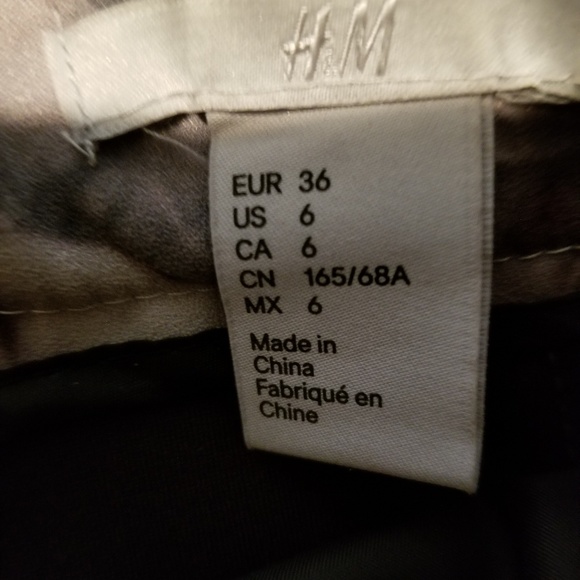 H&M
EUR 36
US 6
CA 6
CN 165/68A
MX 6
Made in
China
Fabriqué en
Chine